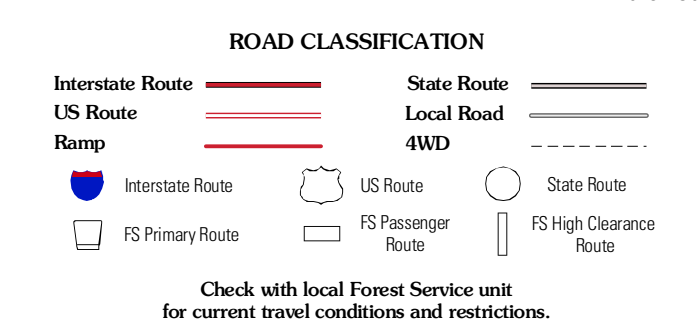 ROAD CLASSIFICATION
Interstate Route
State Route
US Route
Local Road
Ramp
4WD
Interstate Route
US Route
State Route
FS Primary Route
FS Passenger
Route
FS High Clearance
Route
Check with local Forest Service unit
for current travel conditions and restrictions.